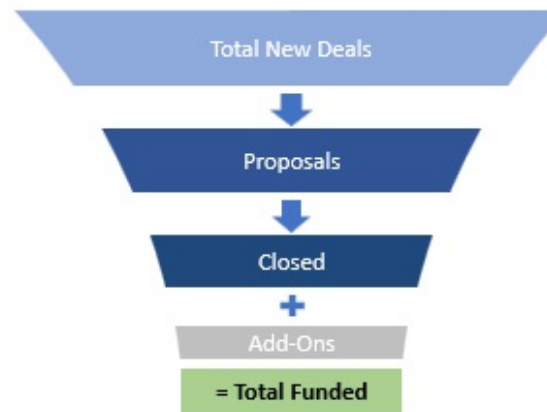 Total New Deals
Proposals
Closed
+
Add-Ons
= Total Funded